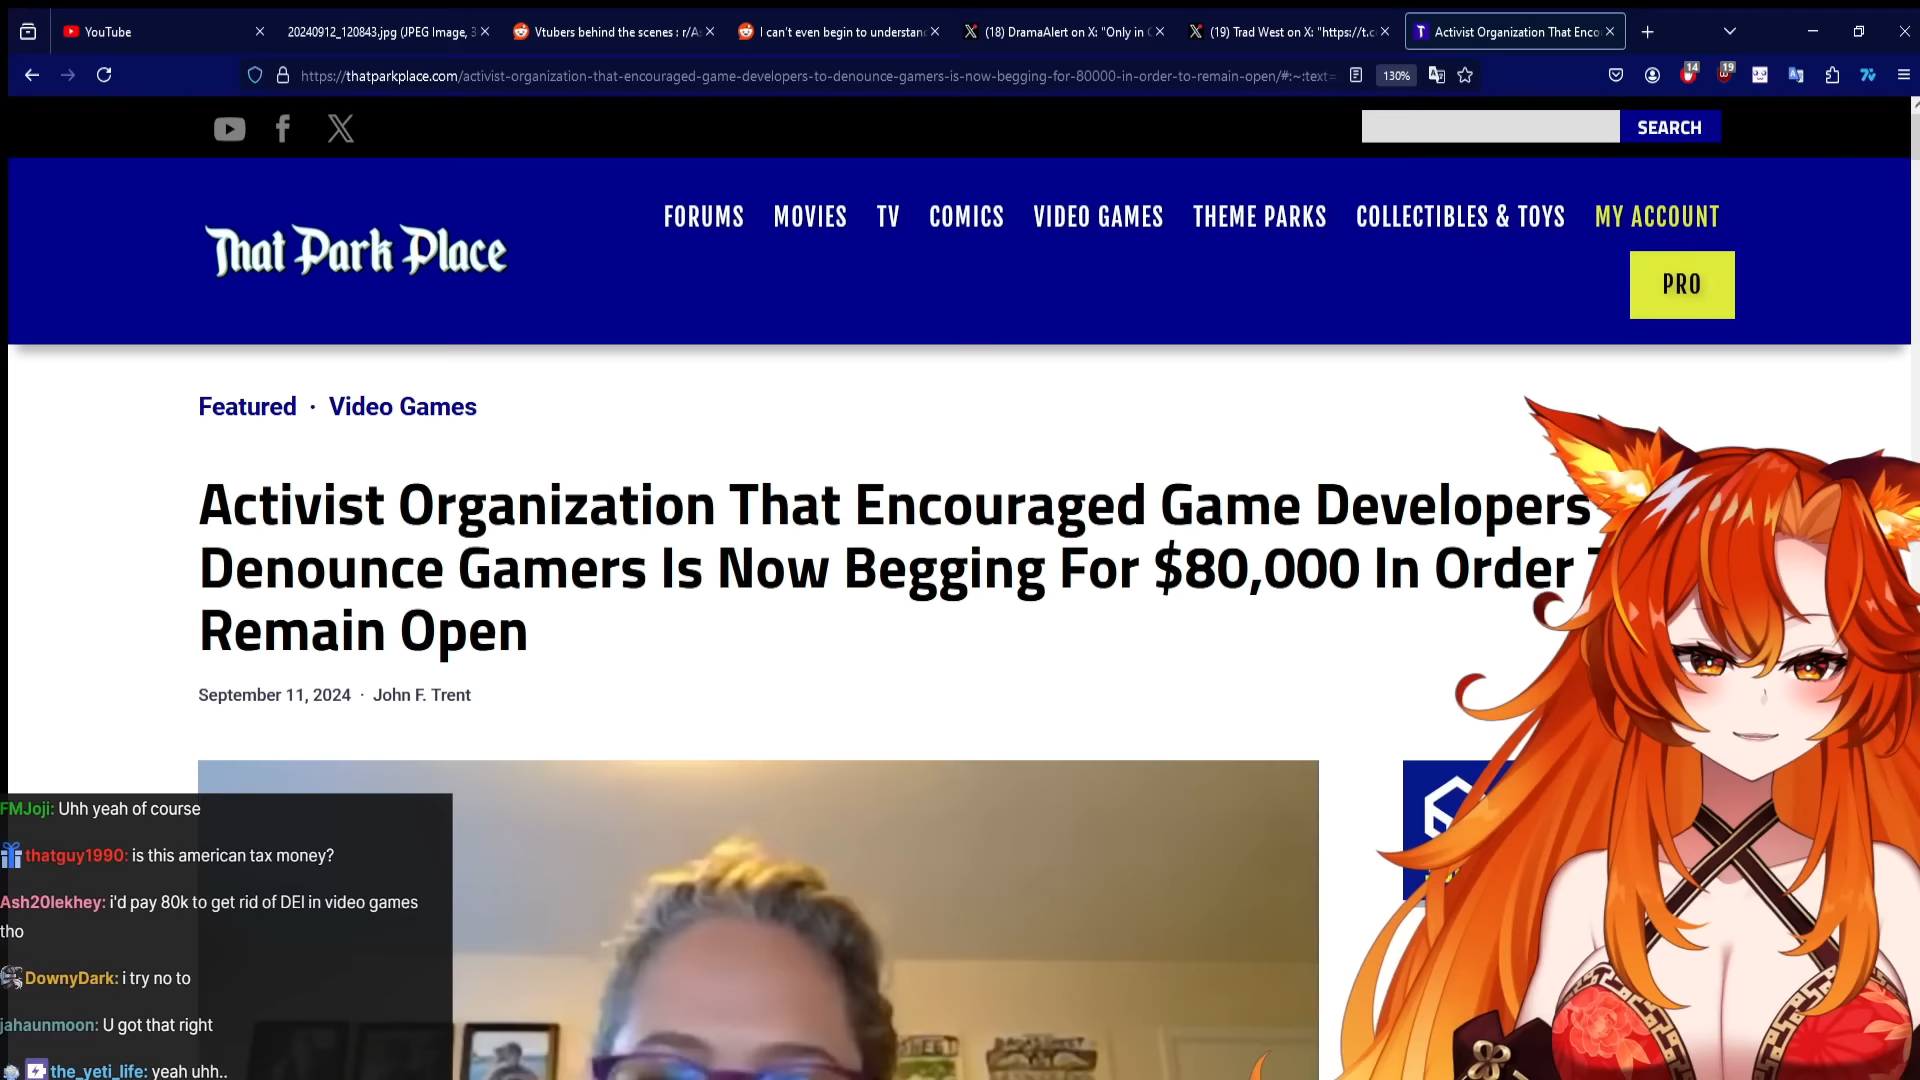 YouTube
20240912_120843.jpg (JPEG Image, 3
Vtubers behind the scenes : r/A
I can't even begin to understan
(18) DramaAlert on X: "Only in
(19) Trad West on X: "https://t.c
Activist Organization That Enco
https://thatparkplace.com/activist-organization-that-encouraged-game-developers-to-denounce-gamers-is-now-begging-for-80000-in-order-to-remain-open/#:~:text=
130%
14
19
SEARCH
That Park Place
FORUMS MOVIES TV COMICS VIDEO GAMES THEME PARKS COLLECTIBLES & TOYS MY ACCOUNT
PRO
Featured · Video Games
Activist Organization That Encouraged Game Developers
Denounce Gamers Is Now Begging For $80,000 In Order
Remain Open
September 11, 2024 · John F. Trent
FMJoji: Uhh yeah of course
thatguy1990: is this american tax money?
Ash20lekhey: i'd pay 80k to get rid of DEI in video games
tho
DownyDark: i try no to
jahaunmoon: U got that right
the_yeti_life: yeah uhh..